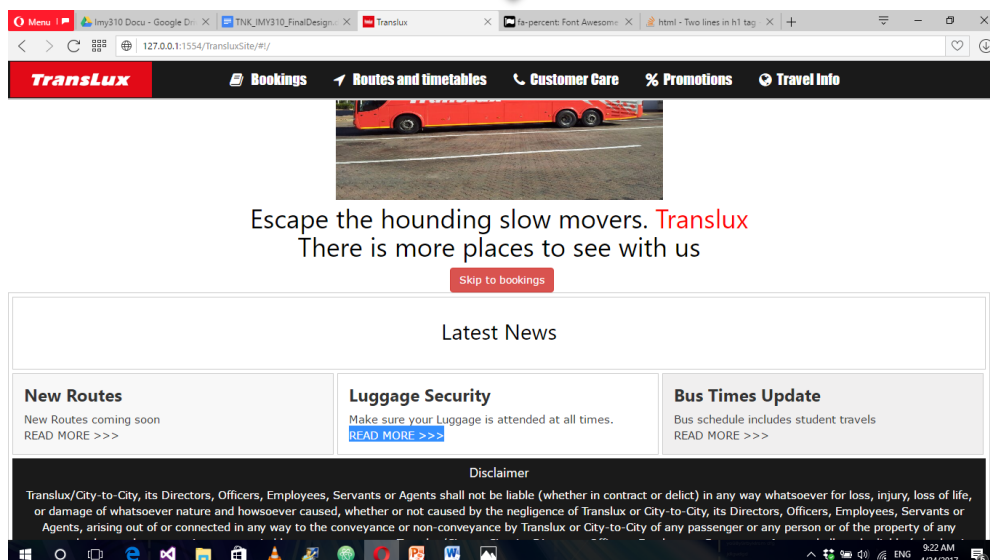 Menu
Imy310 Docu - Google Dri
TNK_IMY310_FinalDesign.
Translux
fa-percent: Font Awesome
html - Two lines in h1 tag
127.0.0.1:1554/TransluxSite/#!/
TransLux
Bookings
Routes and timetables
Customer Care
% Promotions
Travel Info
Escape the hounding slow movers. Translux
There is more places to see with us
Skip to bookings
Latest News
New Routes
New Routes coming soon
READ MORE >>>
Luggage Security
Make sure your Luggage is attended at all times.
READ MORE >>>
Bus Times Update
Bus schedule includes student travels
READ MORE >>>
Disclaimer
Translux/City-to-City, its Directors, Officers, Employees, Servants or Agents shall not be liable (whether in contract or delict) in any way whatsoever for loss, injury, loss of life,
or damage of whatsoever nature and howsoever caused, whether or not caused by the negligence of Translux or City-to-City, its Directors, Officers, Employees, Servants or
Agents, arising out of or connected in any way to the conveyance or non-conveyance by Translux or City-to-City of any passenger or any person or of the property of any
ENG
9:22 AM
4/24/2017